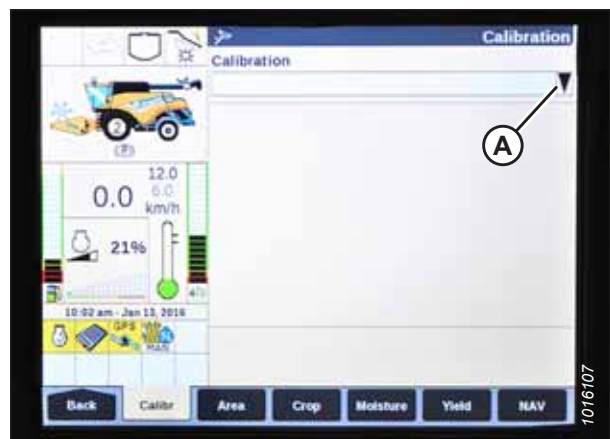 Calibration
Calibration
A
2
(P)
12.0
6.0
0.0 km/h
21%
10:02 am - Jan 13, 2016
GPS
MAN
Back Calibr Area Crop Moisture Yield NAV
1016107